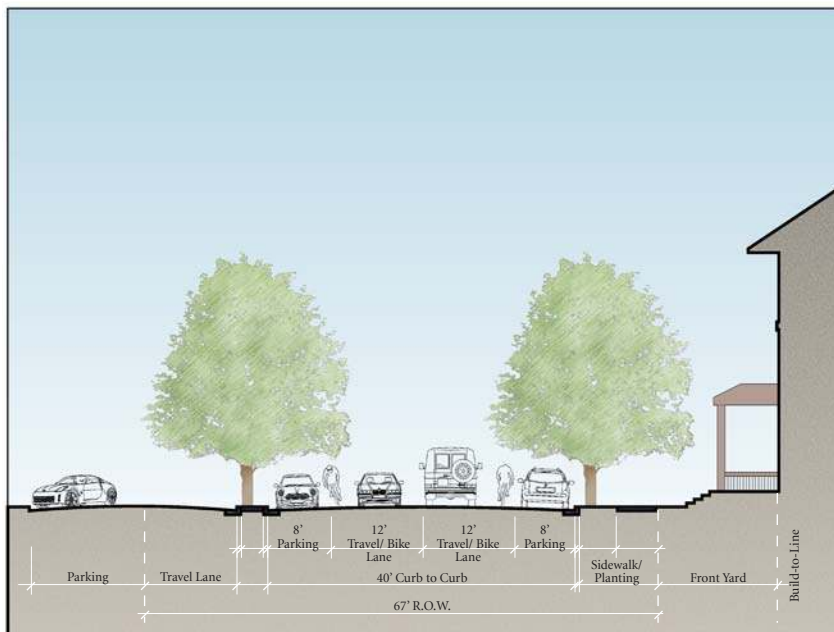 8’
Parking
12’
Travel/ Bike
Lane
12’
Travel/ Bike
Lane
8’
Parking
Parking
Travel Lane
40’ Curb to Curb
Sidewalk/
Planting
Front Yard
Build-to-Line
67’ R.O.W.